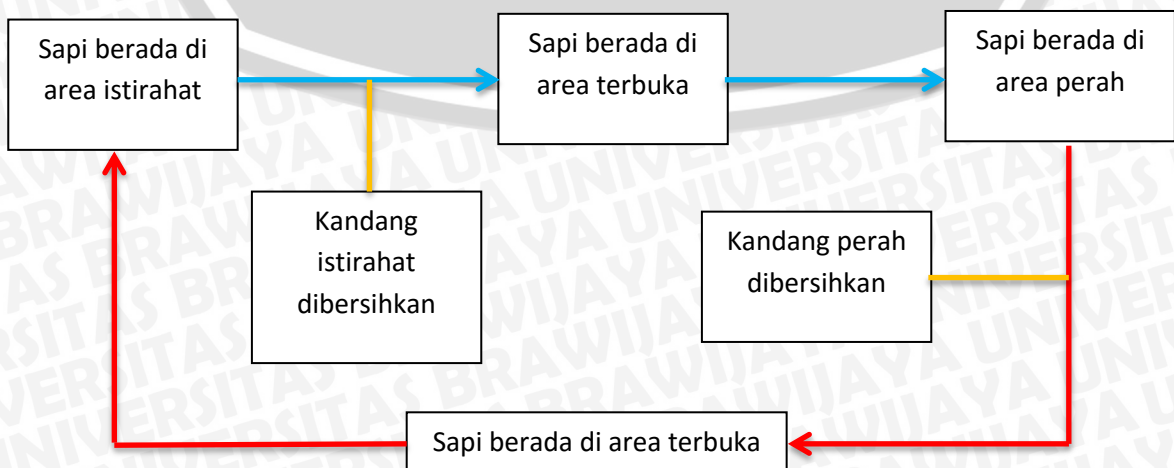 Sapi berada di
area istirahat
Sapi berada di
area terbuka
Sapi berada di
area perah
Kandang
istirahat
dibersihkan
Kandang perah
dibersihkan
Sapi berada di area terbuka